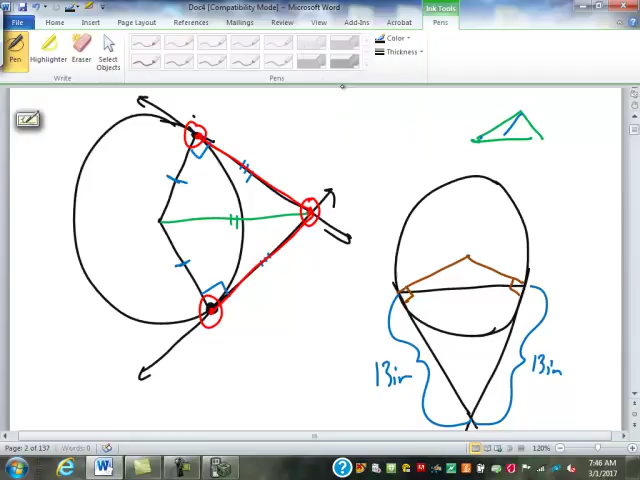 Doc4 [Compatibility Mode] - Microsoft Word
Ink Tools
File
Home
Insert
Page Layout
References
Mailings
Review
View
Add-Ins
Acrobat
Pens
Pen
Highlighter
Eraser
Select
Objects
Color
Thickness
Write
Pens
13in
13in
Page: 2 of 137
Words: 0
120%
7:46 AM
3/1/2017